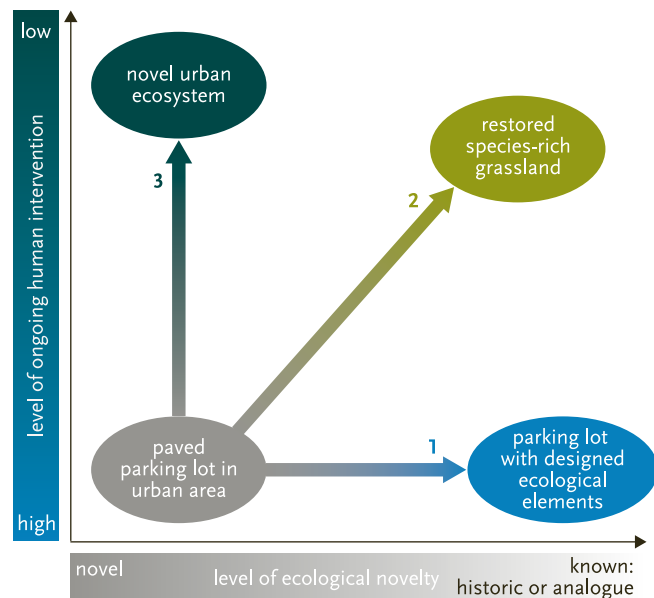 low
level of ongoing human intervention
high
novel urban
ecosystem
restored
species-rich
grassland
3
2
1
paved
parking lot in
urban area
parking lot
with designed
ecological
elements
novel
level of ecological novelty
known:
historic or analogue